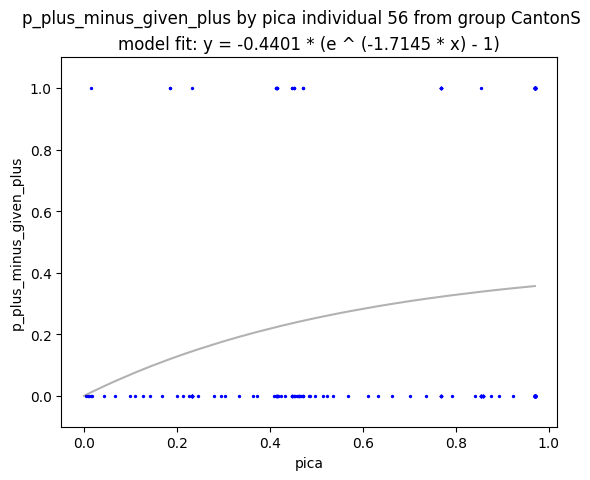 p_plus_minus_given_plus by pica individual 56 from group CantonS
model fit: y = -0.4401 * (e ^ (-1.7145 * x) - 1)
1.0
0.8
0.6
0.4
0.2
0.0
p_plus_minus_given_plus
0.0 0.2 0.4 0.6 0.8 1.0
pica